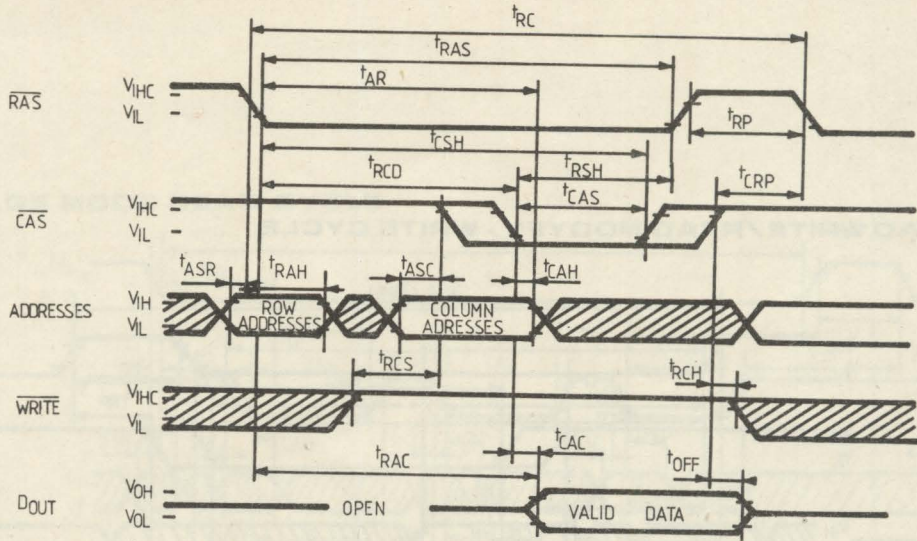 tRC
tRAS
tAR
RAS
VIHC
VIL
tRP
tCSH
tRCD
tRSH
tCRP
tCAS
CAS
VIHC
VIL
tASR
tRAH
tASC
tCAH
ADDRESSES
VIH
VIL
ROW
ADDRESSES
COLUMN
ADRESSES
tRCS
tRCH
WRITE
VIHC
VIL
tCAC
tRAC
tOFF
DOUT
VOH
VOL
OPEN
VALID DATA